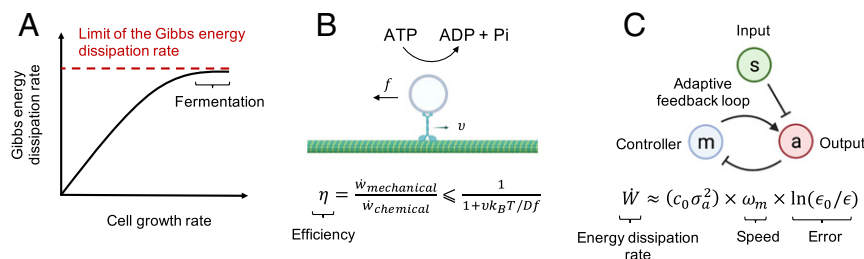 A
Limit of the Gibbs energy
dissipation rate
Gibbs energy
dissipation rate
Fermentation
Cell growth rate
B
ATP ADP + Pi
f
υ
η = ẇ_mechanical / ẇ_chemical ⩽ 1 / 1+υk_BT/Df
Efficiency
C
Input
s
Adaptive
feedback loop
Controller m a Output
Ẇ ≈ (c₀σₐ²) × ω_m × ln(ϵ₀/ϵ)
Energy dissipation
rate
Speed
Error